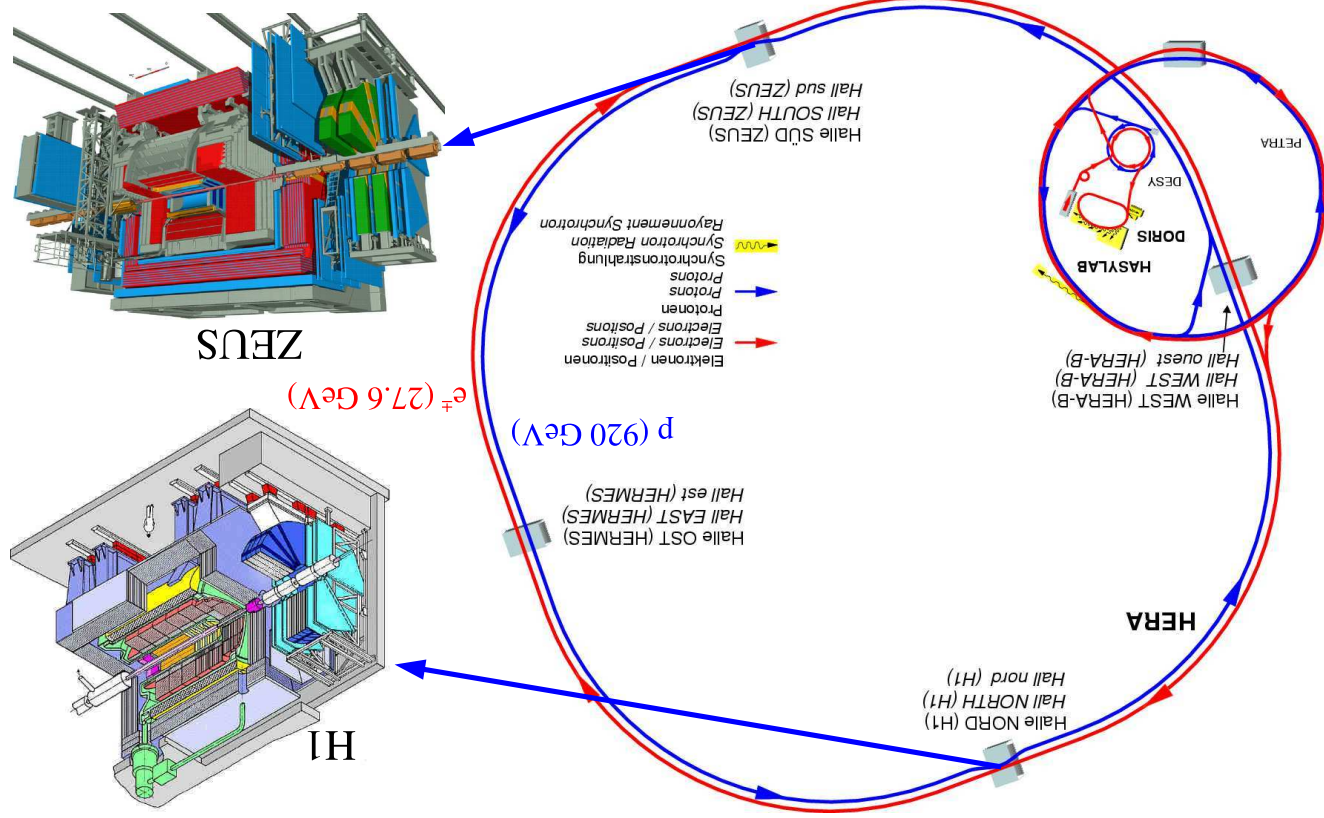 Halle NORD (H1)
Hall NORTH (H1)
Hall nord (H1)
H1
HERA
Halle OST (HERMES)
Hall EAST (HERMES)
Hall est (HERMES)
p (920 GeV)
e± (27.6 GeV)
Halle WEST (HERA-B)
Hall WEST (HERA-B)
Hall ouest (HERA-B)
Elektronen / Positronen
Electrons / Positrons
Electrons / Positrons
Protonen
Protons
Protons
Synchrotronstrahlung
Synchrotron Radiation
Rayonnement Synchrotron
ZEUS
HASYLAB
DORIS
DESY
PETRA
Halle SÜD (ZEUS)
Hall SOUTH (ZEUS)
Hall sud (ZEUS)